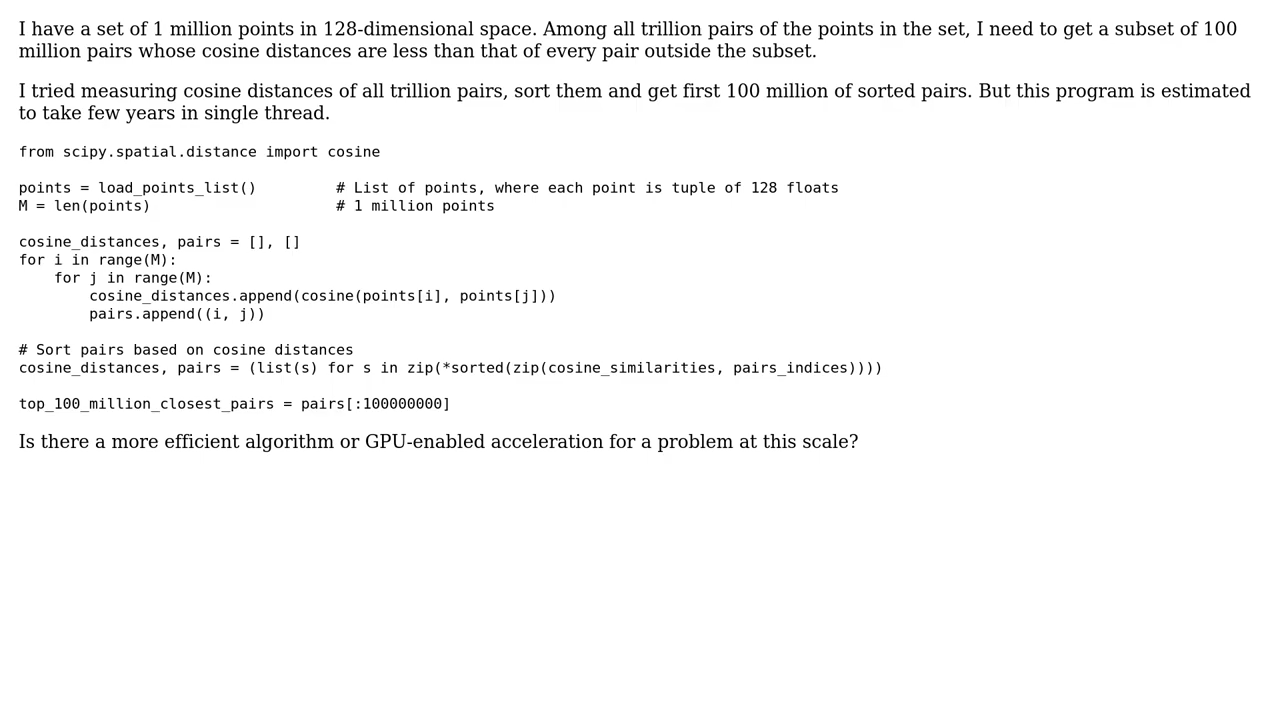 I have a set of 1 million points in 128-dimensional space. Among all trillion pairs of the points in the set, I need to get a subset of 100
million pairs whose cosine distances are less than that of every pair outside the subset.
I tried measuring cosine distances of all trillion pairs, sort them and get first 100 million of sorted pairs. But this program is estimated
to take few years in single thread.
from scipy.spatial.distance import cosine
points = load_points_list()         # List of points, where each point is tuple of 128 floats
M = len(points)                     # 1 million points
cosine_distances, pairs = [], []
for i in range(M):
    for j in range(M):
        cosine_distances.append(cosine(points[i], points[j]))
        pairs.append((i, j))
# Sort pairs based on cosine distances
cosine_distances, pairs = (list(s) for s in zip(*sorted(zip(cosine_similarities, pairs_indices))))
top_100_million_closest_pairs = pairs[:100000000]
Is there a more efficient algorithm or GPU-enabled acceleration for a problem at this scale?